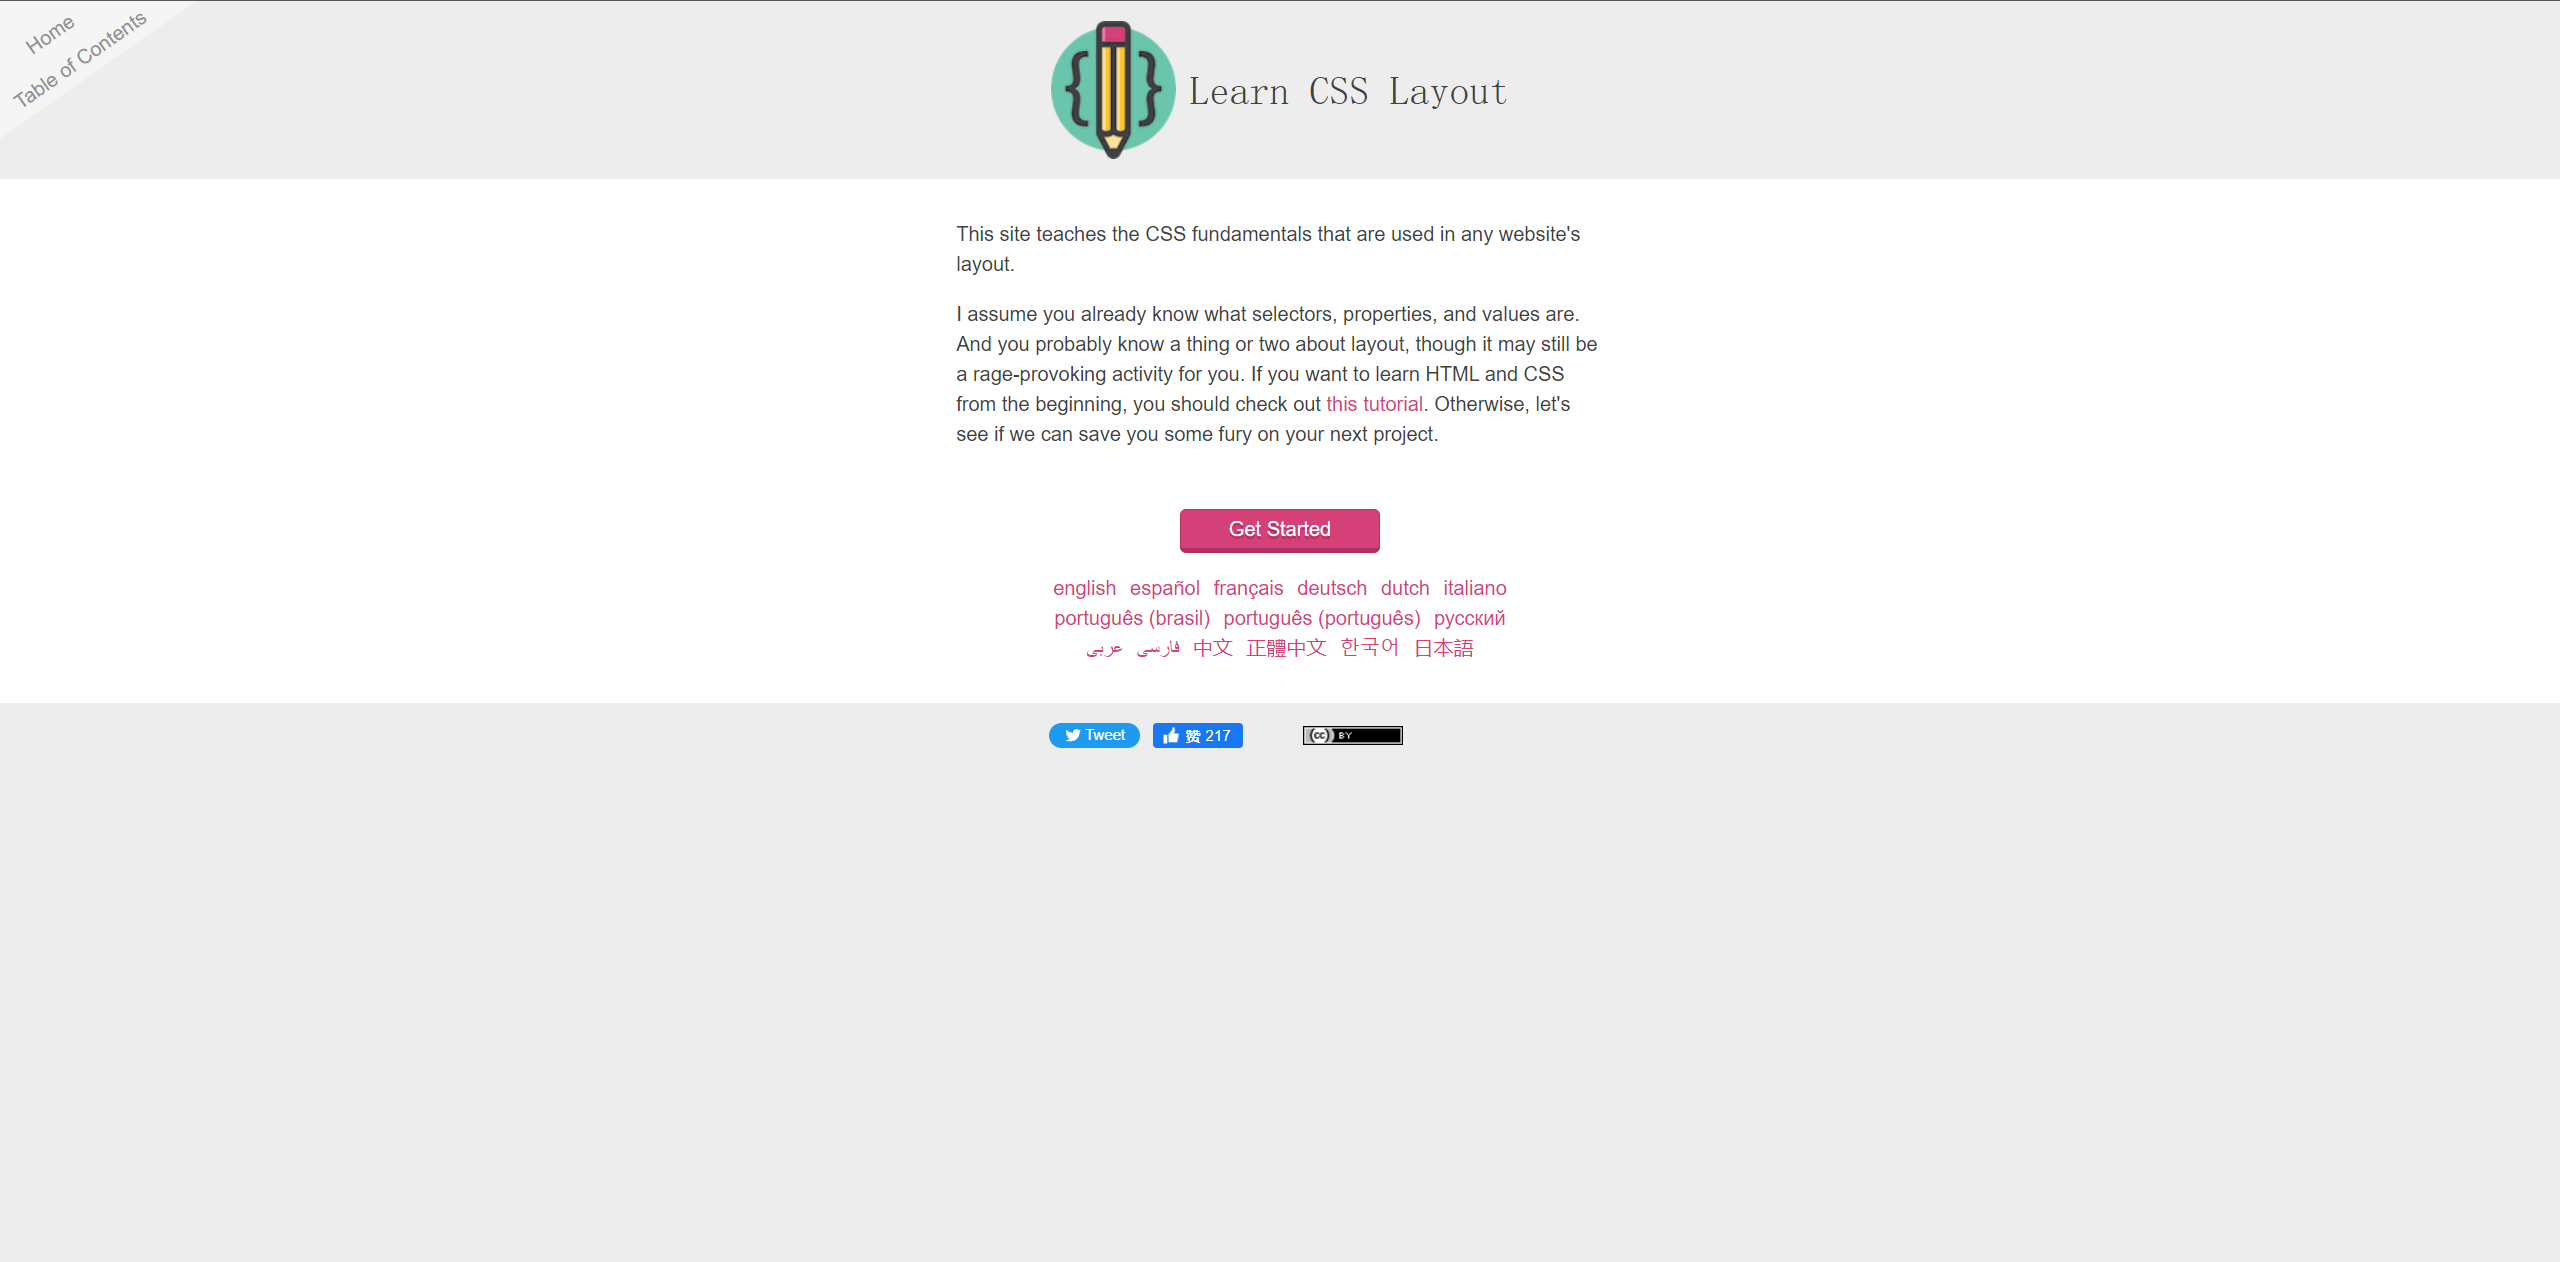 Home
Table of Contents
{ }
Learn CSS Layout
This site teaches the CSS fundamentals that are used in any website's
layout.
I assume you already know what selectors, properties, and values are.
And you probably know a thing or two about layout, though it may still be
a rage-provoking activity for you. If you want to learn HTML and CSS
from the beginning, you should check out this tutorial. Otherwise, let's
see if we can save you some fury on your next project.
Get Started
english español français deutsch dutch italiano
português (brasil) português (português) русский
عربی فارسی 中文 正體中文 한국어 日本語
Tweet 赞 217 cc BY